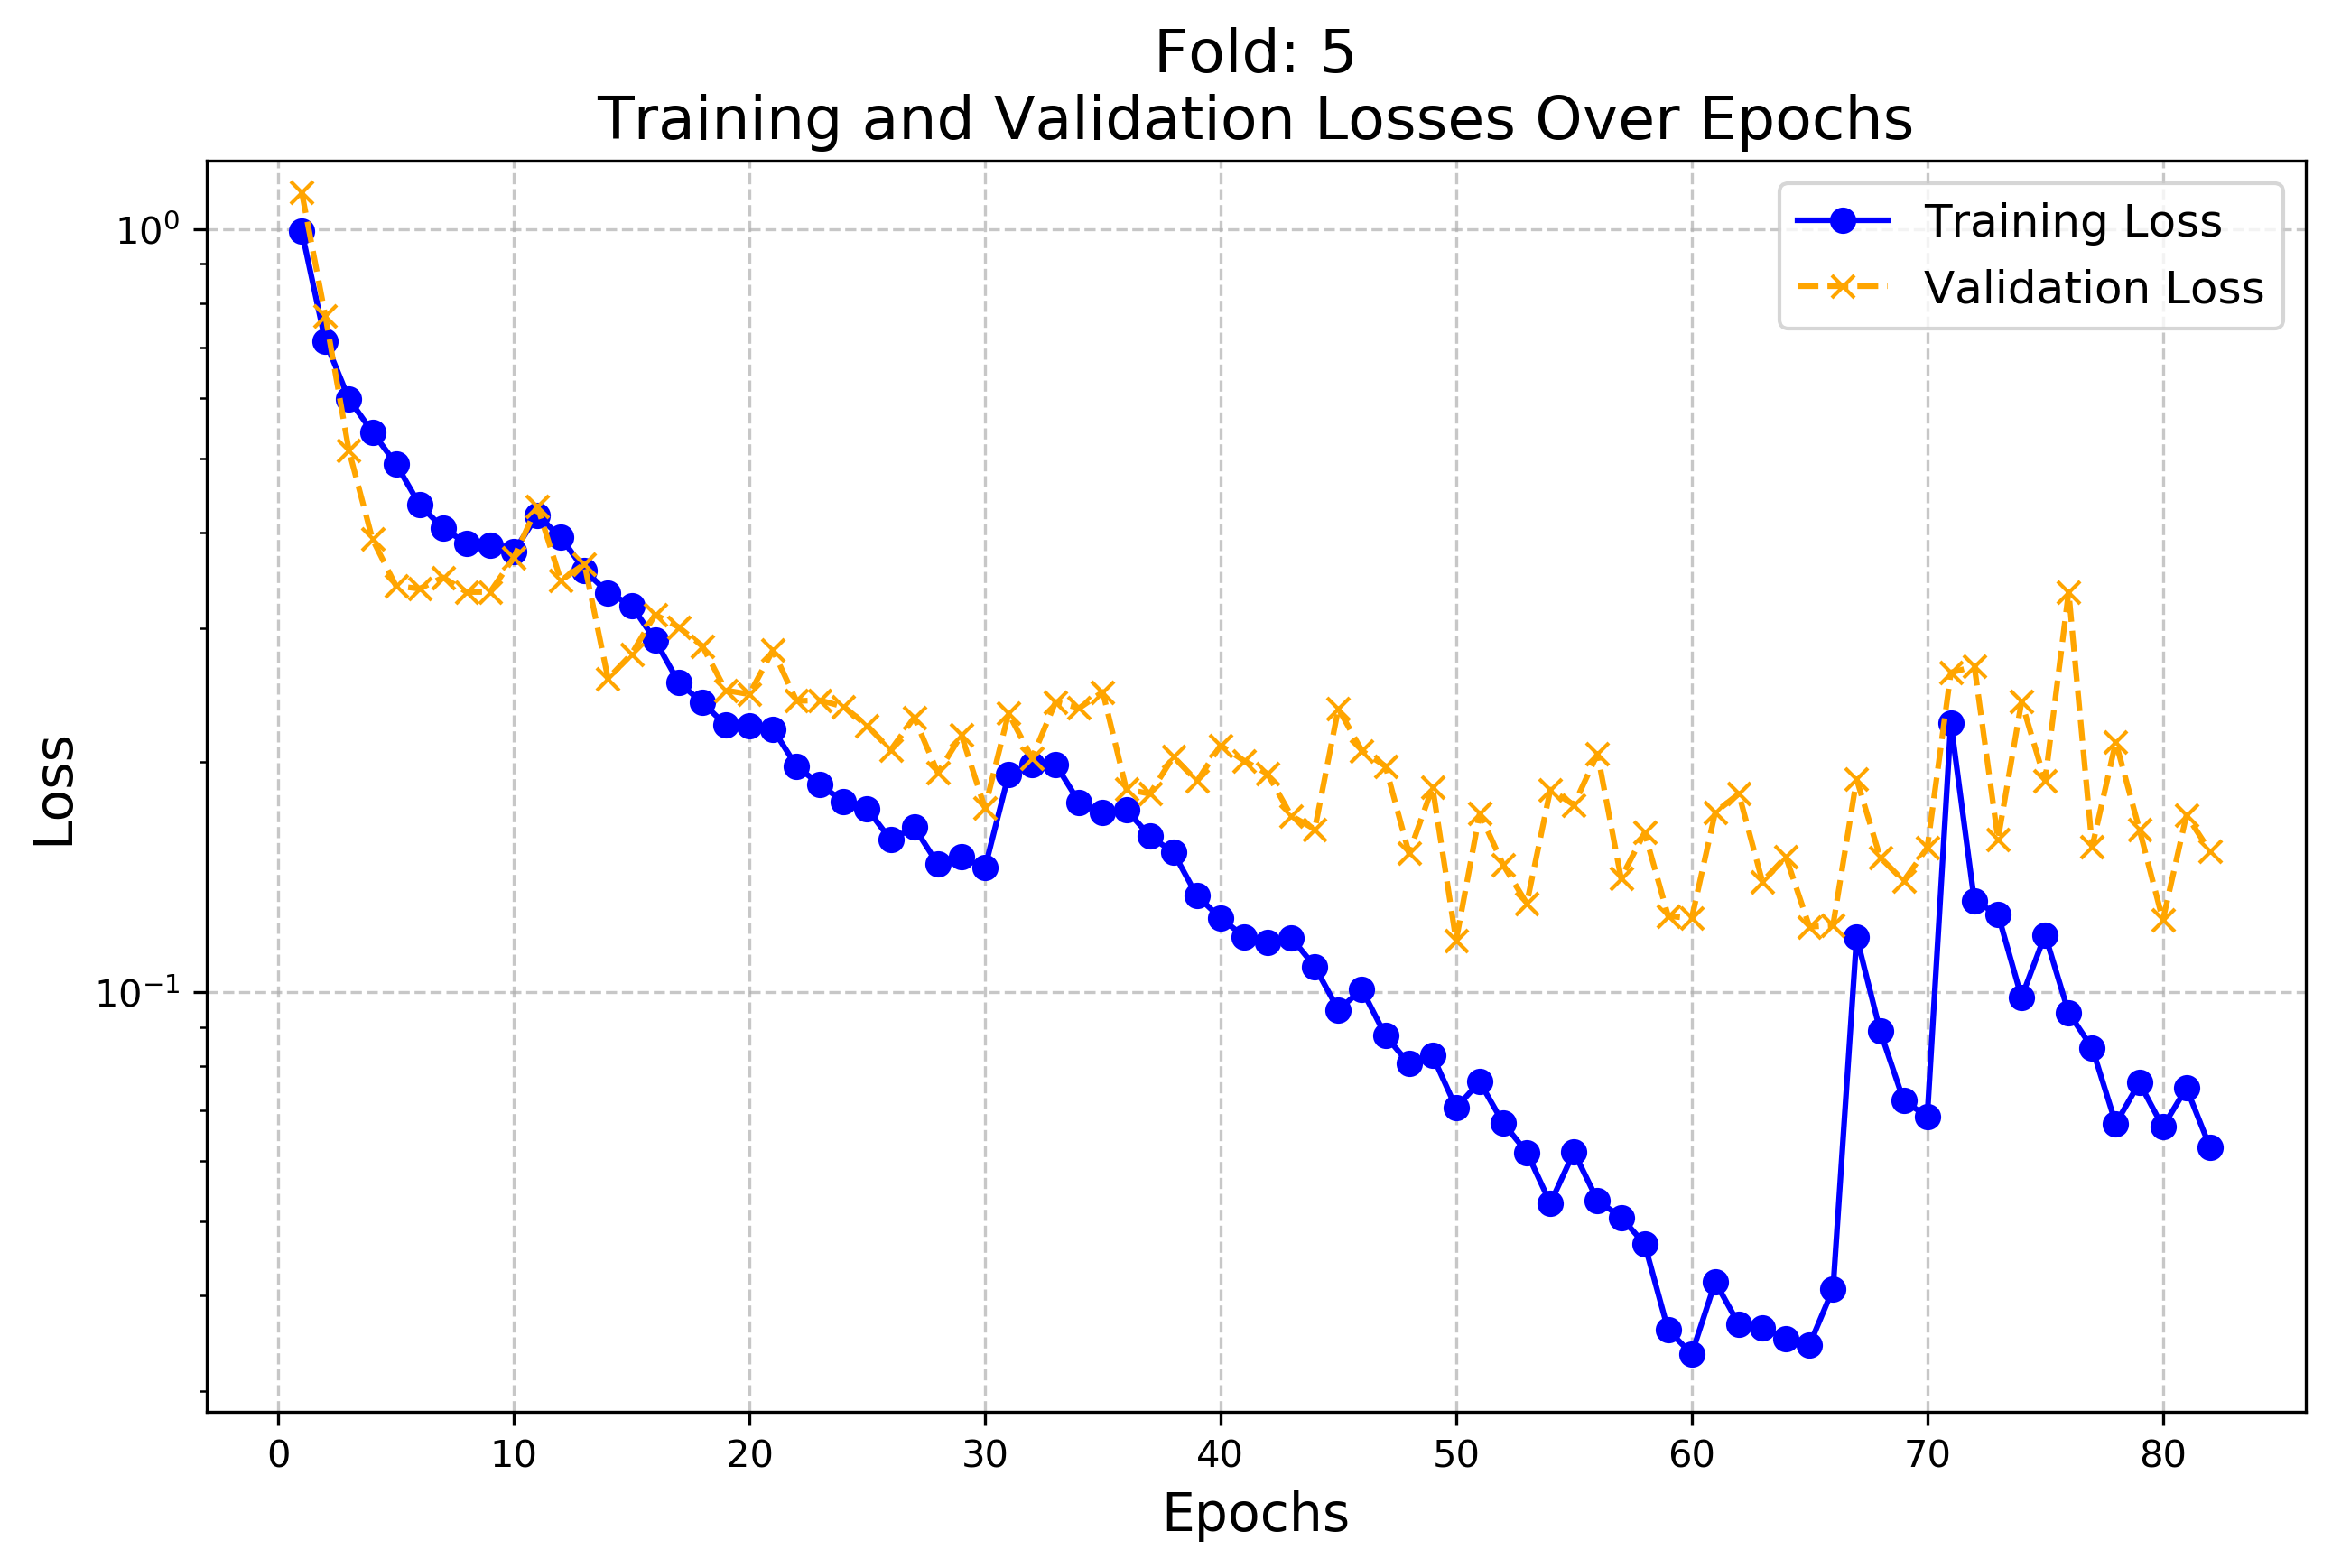 Fold: 5
Training and Validation Losses Over Epochs
Training Loss
Validation Loss
10⁰
10⁻¹
Loss
0 10 20 30 40 50 60 70 80
Epochs